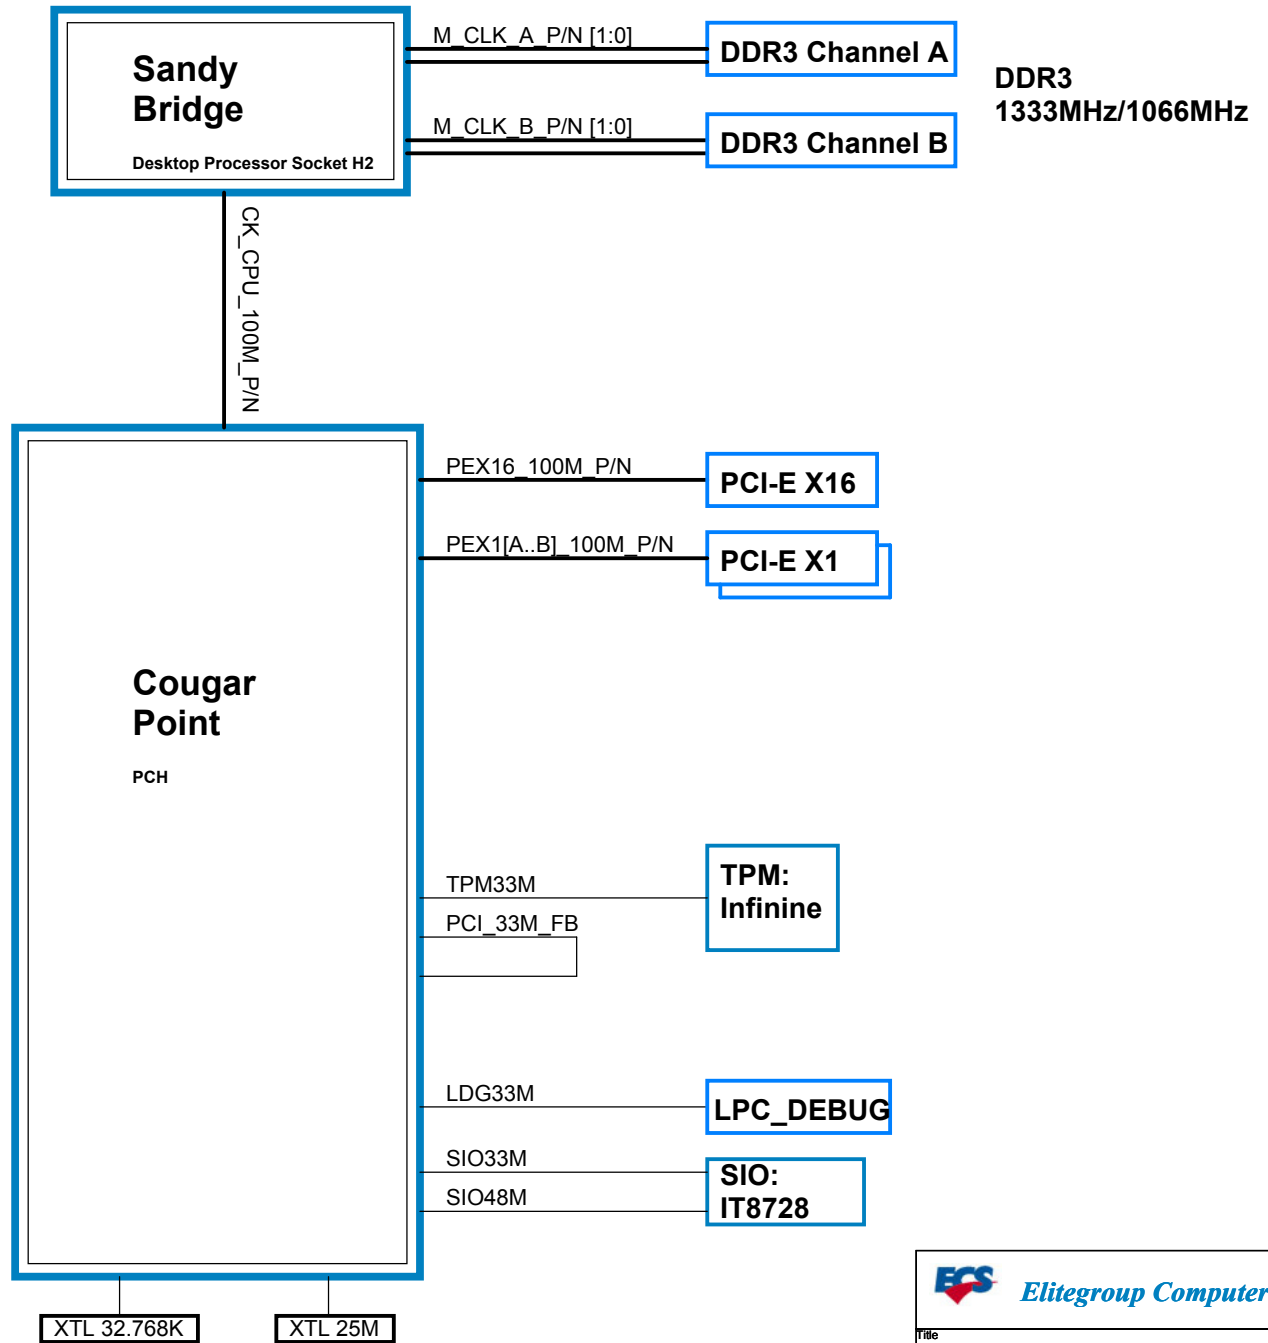 M_CLK_A_P/N [1:0]
DDR3 Channel A
Sandy
Bridge
Desktop Processor Socket H2
M_CLK_B_P/N [1:0]
DDR3 Channel B
DDR3
1333MHz/1066MHz
CK_CPU_100M_P/N
PEX16_100M_P/N
PCI-E X16
PEX1[A..B]_100M_P/N
PCI-E X1
Cougar
Point
PCH
TPM33M
TPM:
Infinine
PCI_33M_FB
LDG33M
LPC_DEBUG
SIO33M
SIO48M
SIO:
IT8728
XTL 32.768K
XTL 25M
ECS
Elitegroup Computer
Title